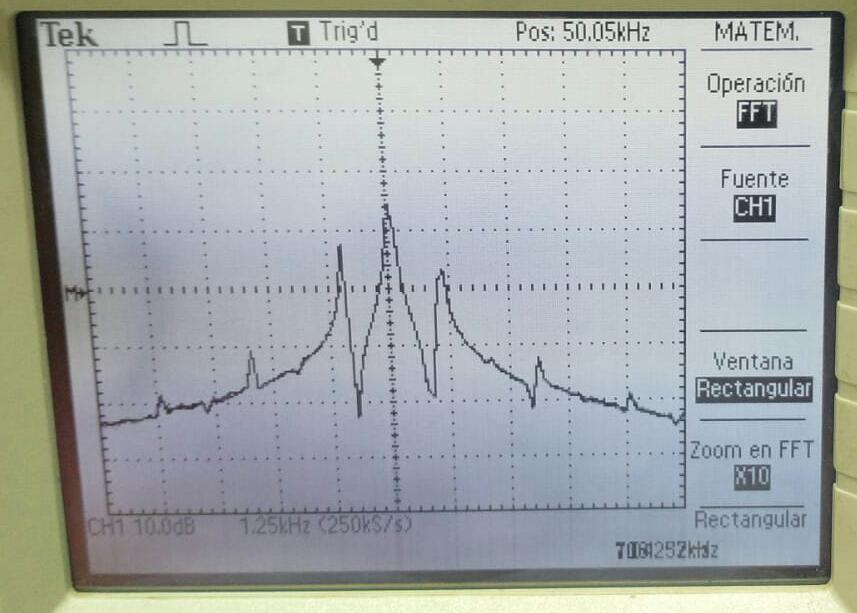 Tek T Trig'd Pos: 50.05kHz MATEM.
Operación
FFT
Fuente
CH1
M
Ventana
Rectangular
Zoom en FFT
X10
CH1 10.0dB 1.25kHz (250kS/s) Rectangular